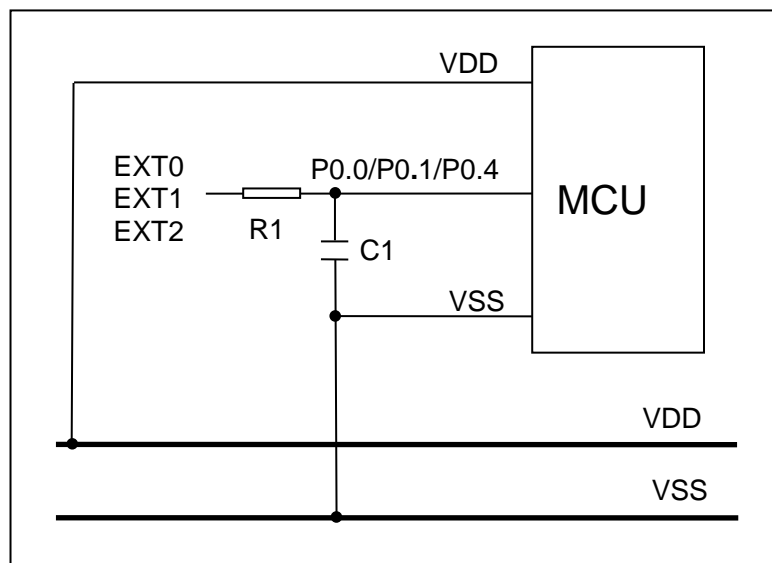 VDD
EXT0
EXT1
EXT2
P0.0/P0.1/P0.4
R1
C1
MCU
VSS
VDD
VSS